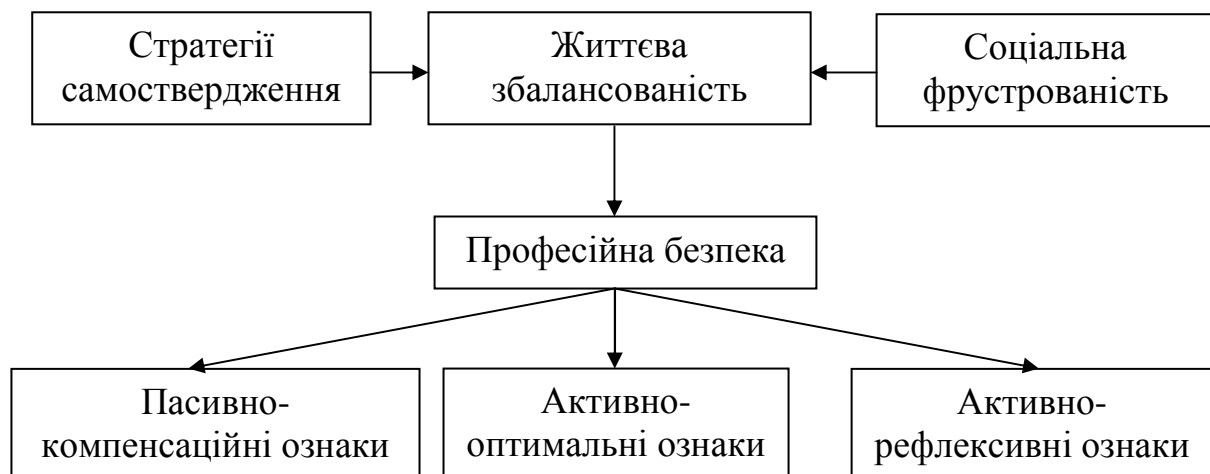 Стратегії
самоствердження
Життєва
збалансованість
Соціальна
фрустрованість
Професійна безпека
Пасивно-
компенсаційні ознаки
Активно-
оптимальні ознаки
Активно-
рефлексивні ознаки